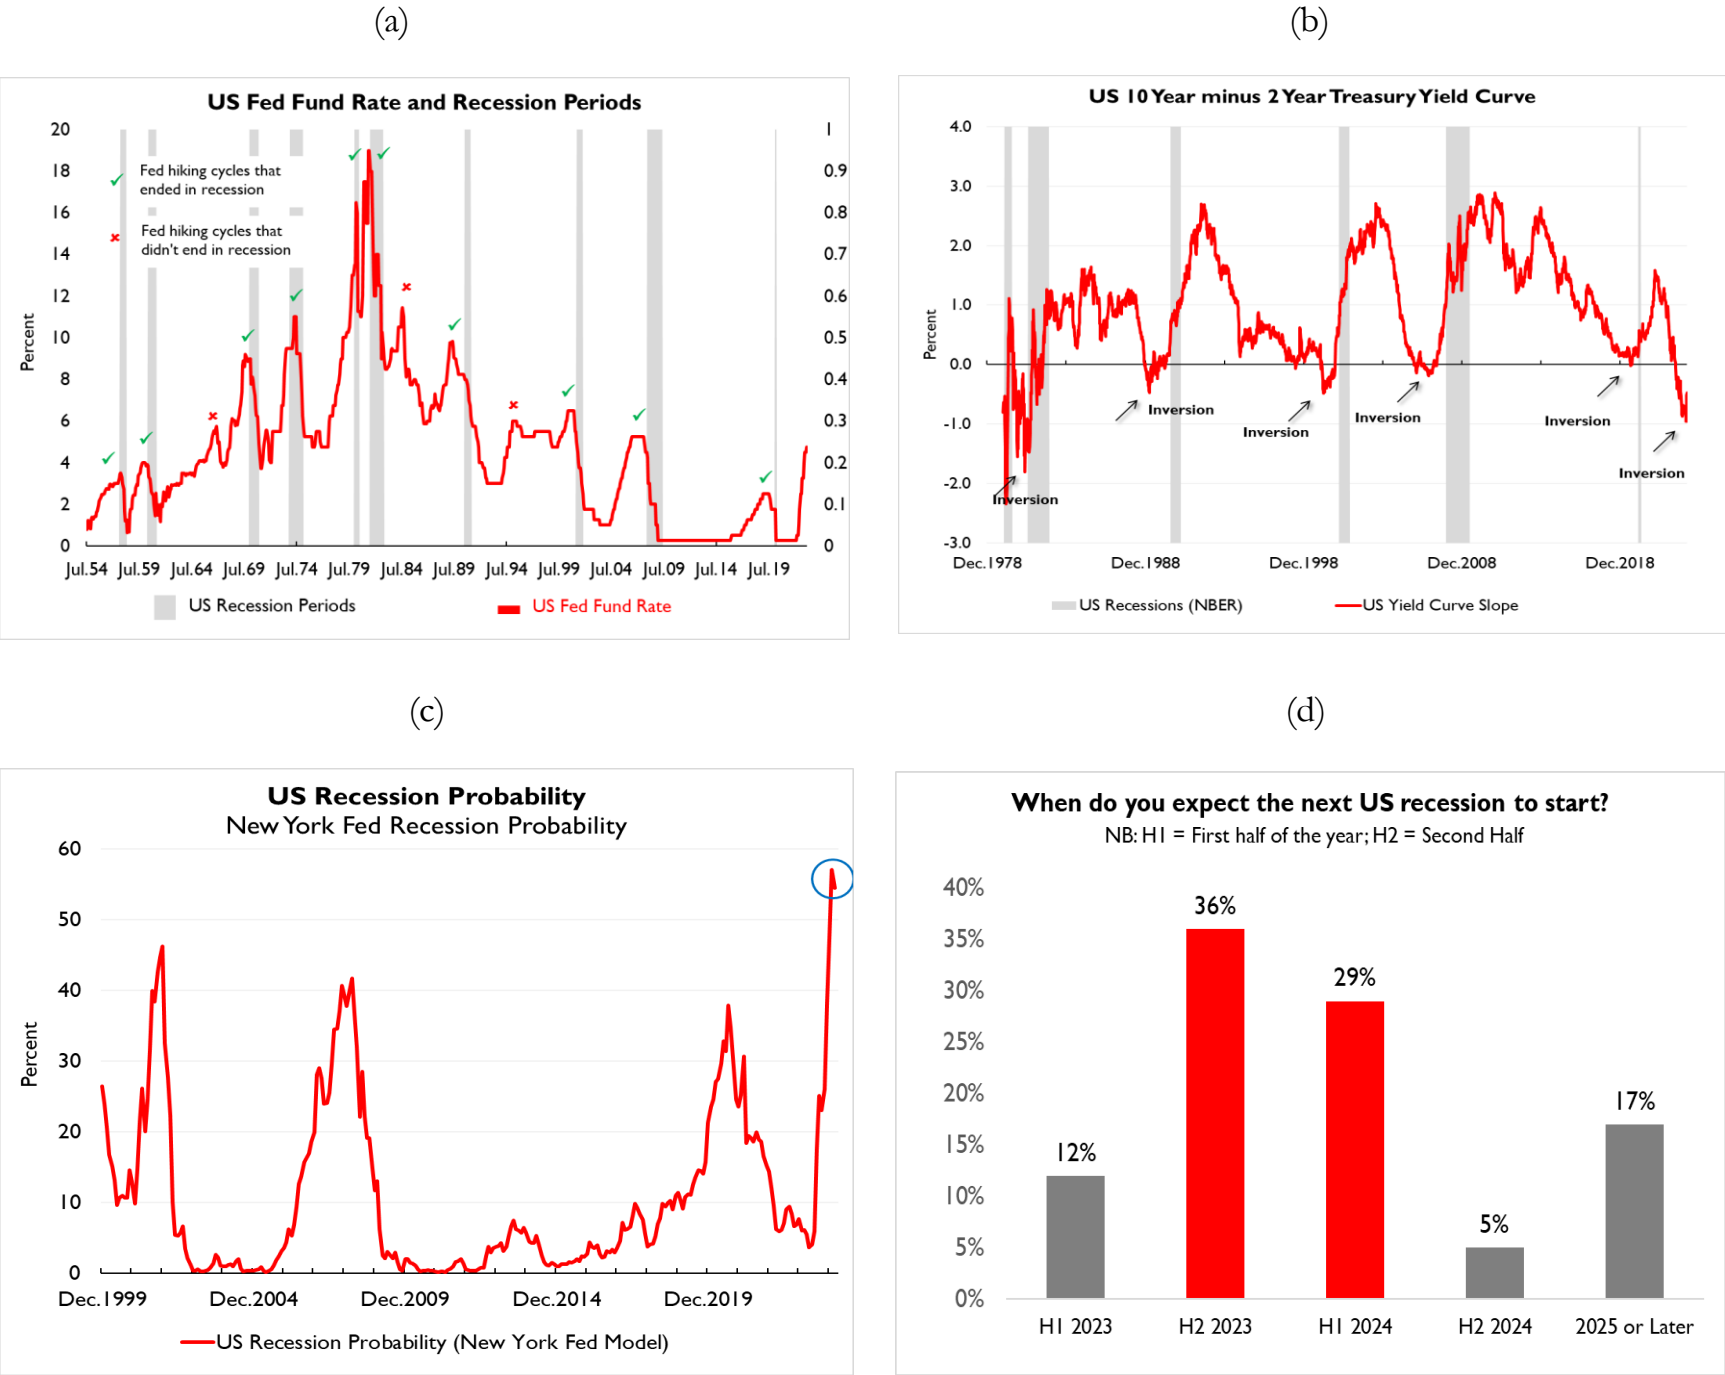 (a)
US Fed Fund Rate and Recession Periods
20
18
16
14
12
10
8
6
4
2
0
Percent
1
0.9
0.8
0.7
0.6
0.5
0.4
0.3
0.2
0.1
0
Fed hiking cycles that
ended in recession
Fed hiking cycles that
didn't end in recession
Jul.54 Jul.59 Jul.64 Jul.69 Jul.74 Jul.79 Jul.84 Jul.89 Jul.94 Jul.99 Jul.04 Jul.09 Jul.14 Jul.19
US Recession Periods US Fed Fund Rate
(b)
US 10 Year minus 2 Year Treasury Yield Curve
4.0
3.0
2.0
1.0
0.0
-1.0
-2.0
-3.0
Percent
Inversion
Inversion
Inversion
Inversion
Inversion
Inversion
Dec.1978 Dec.1988 Dec.1998 Dec.2008 Dec.2018
US Recessions (NBER) US Yield Curve Slope
(c)
US Recession Probability
New York Fed Recession Probability
60
50
40
30
20
10
0
Percent
Dec.1999 Dec.2004 Dec.2009 Dec.2014 Dec.2019
US Recession Probability (New York Fed Model)
(d)
When do you expect the next US recession to start?
NB: H1 = First half of the year; H2 = Second Half
40%
35%
30%
25%
20%
15%
10%
5%
0%
12%
36%
29%
5%
17%
H1 2023 H2 2023 H1 2024 H2 2024 2025 or Later